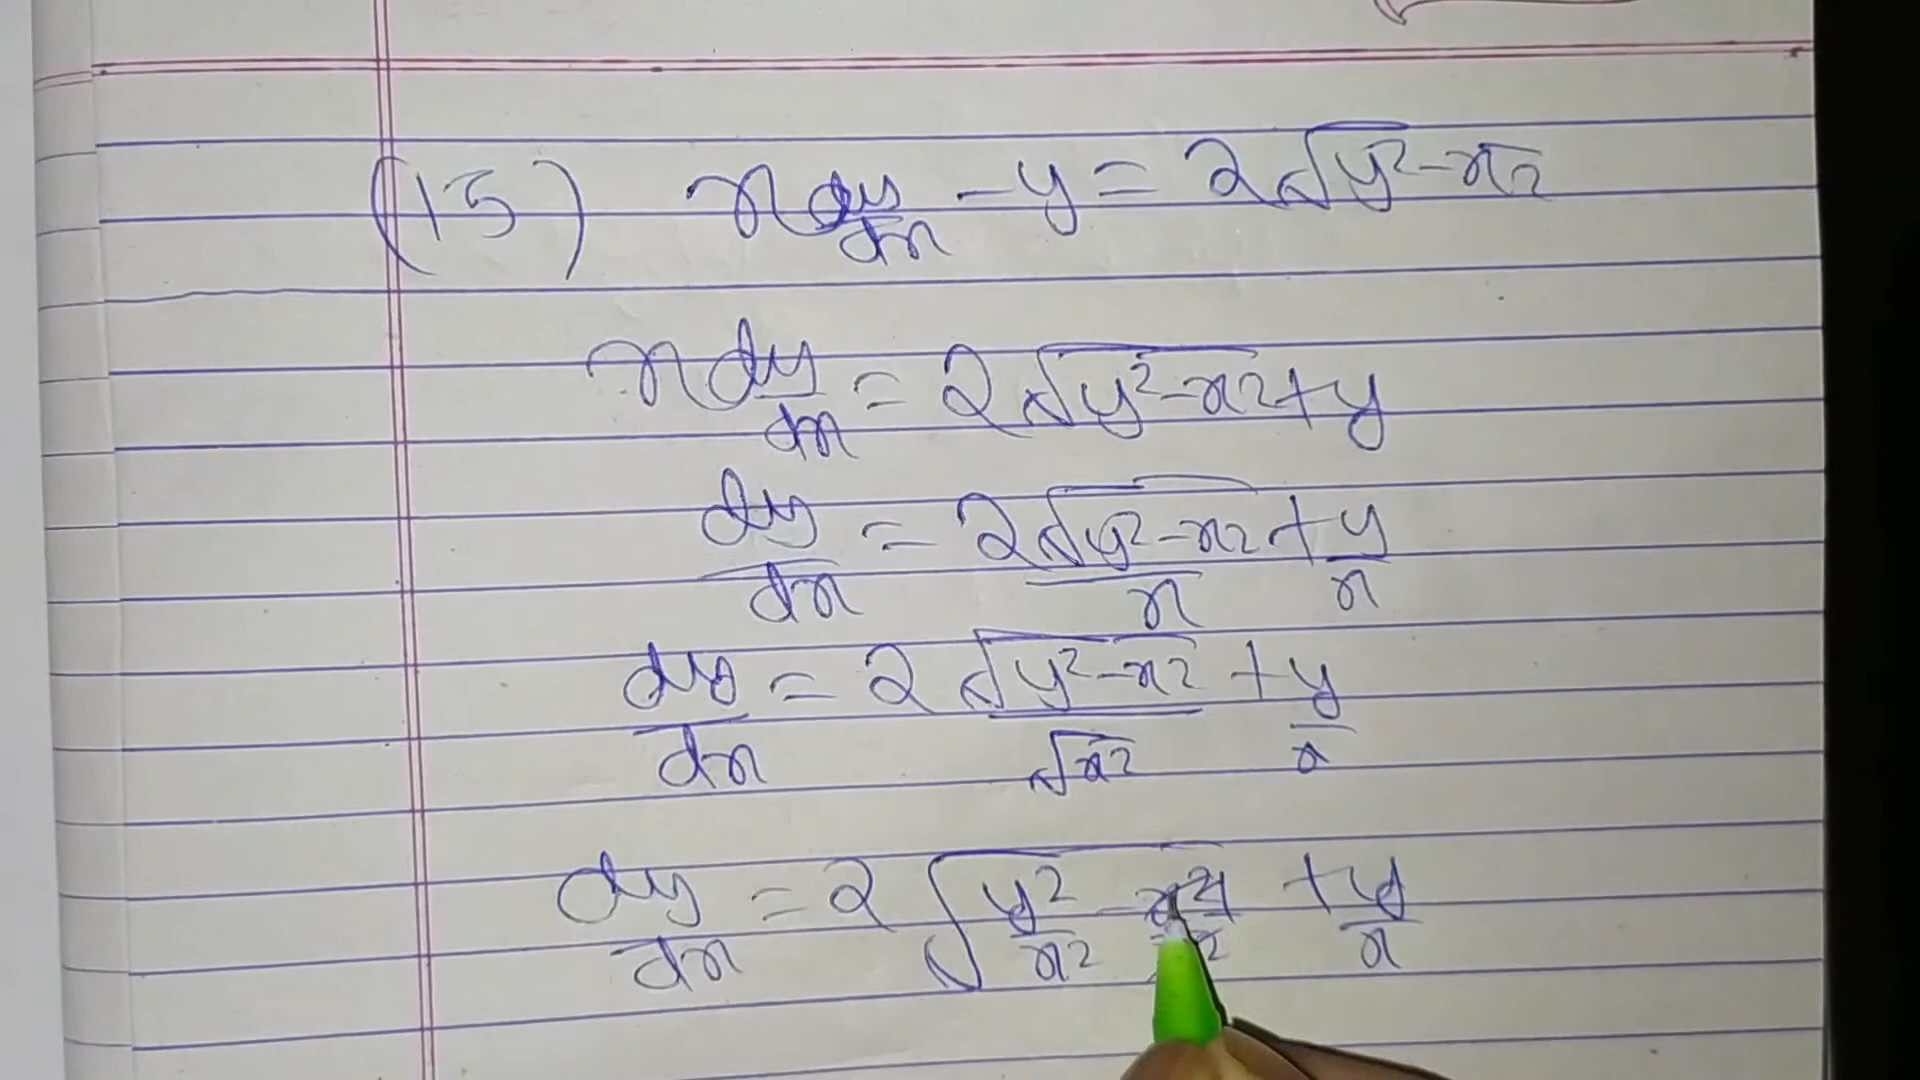 (15) x dy/dx - y = 2√y²-x²
x dy/dx = 2√y²-x² + y
dy/dx = 2√y²-x²/x + y/x
dy/dx = 2 √y²-x²/√x² + y/x
dy/dx = 2 √y²/x² - x²/x² + y/x